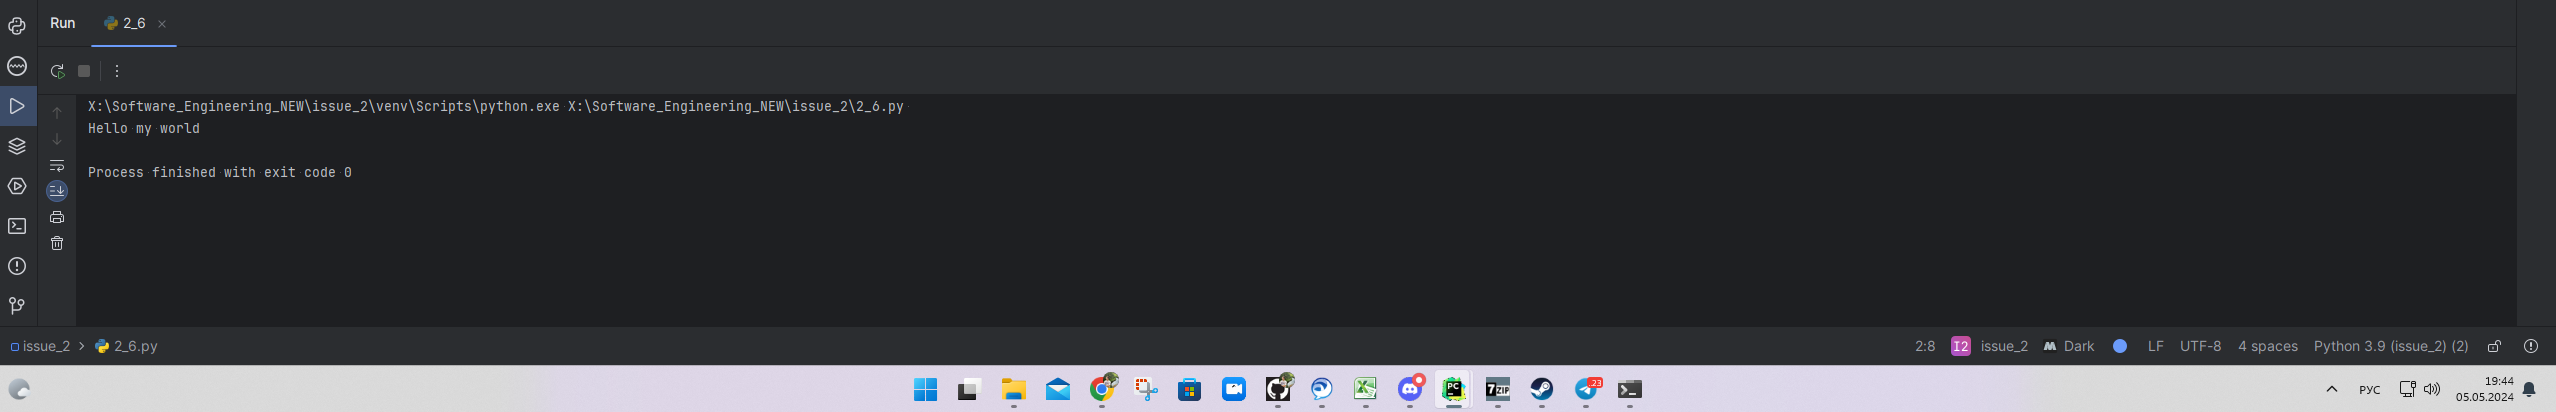 Run 2_6
X:\Software_Engineering_NEW\issue_2\venv\Scripts\python.exe X:\Software_Engineering_NEW\issue_2\2_6.py
Hello my world
Process finished with exit code 0
issue_2 > 2_6.py 2:8 I2 issue_2 Dark LF UTF-8 4 spaces Python 3.9 (issue_2) (2)
PC 7ZIP 23 РУС 19:44
05.05.2024